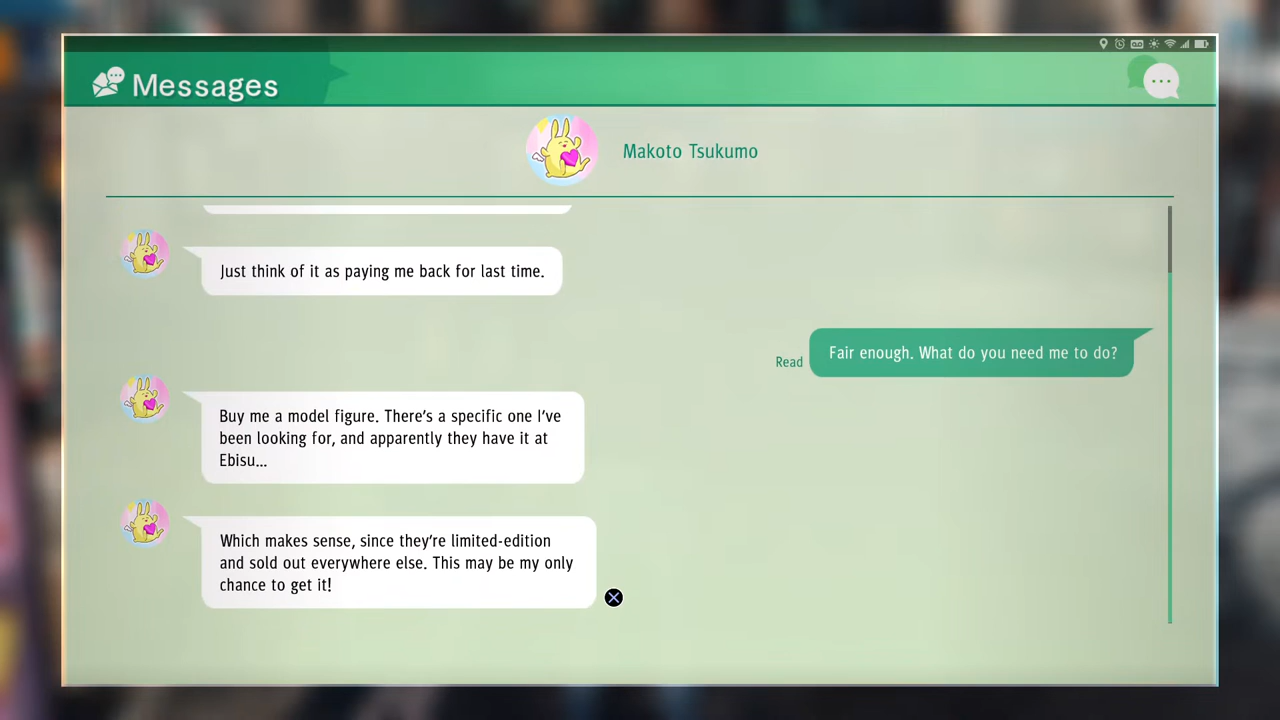 Messages
Makoto Tsukumo
Just think of it as paying me back for last time.
Read
Fair enough. What do you need me to do?
Buy me a model figure. There's a specific one I've
been looking for, and apparently they have it at
Ebisu...
Which makes sense, since they're limited-edition
and sold out everywhere else. This may be my only
chance to get it!